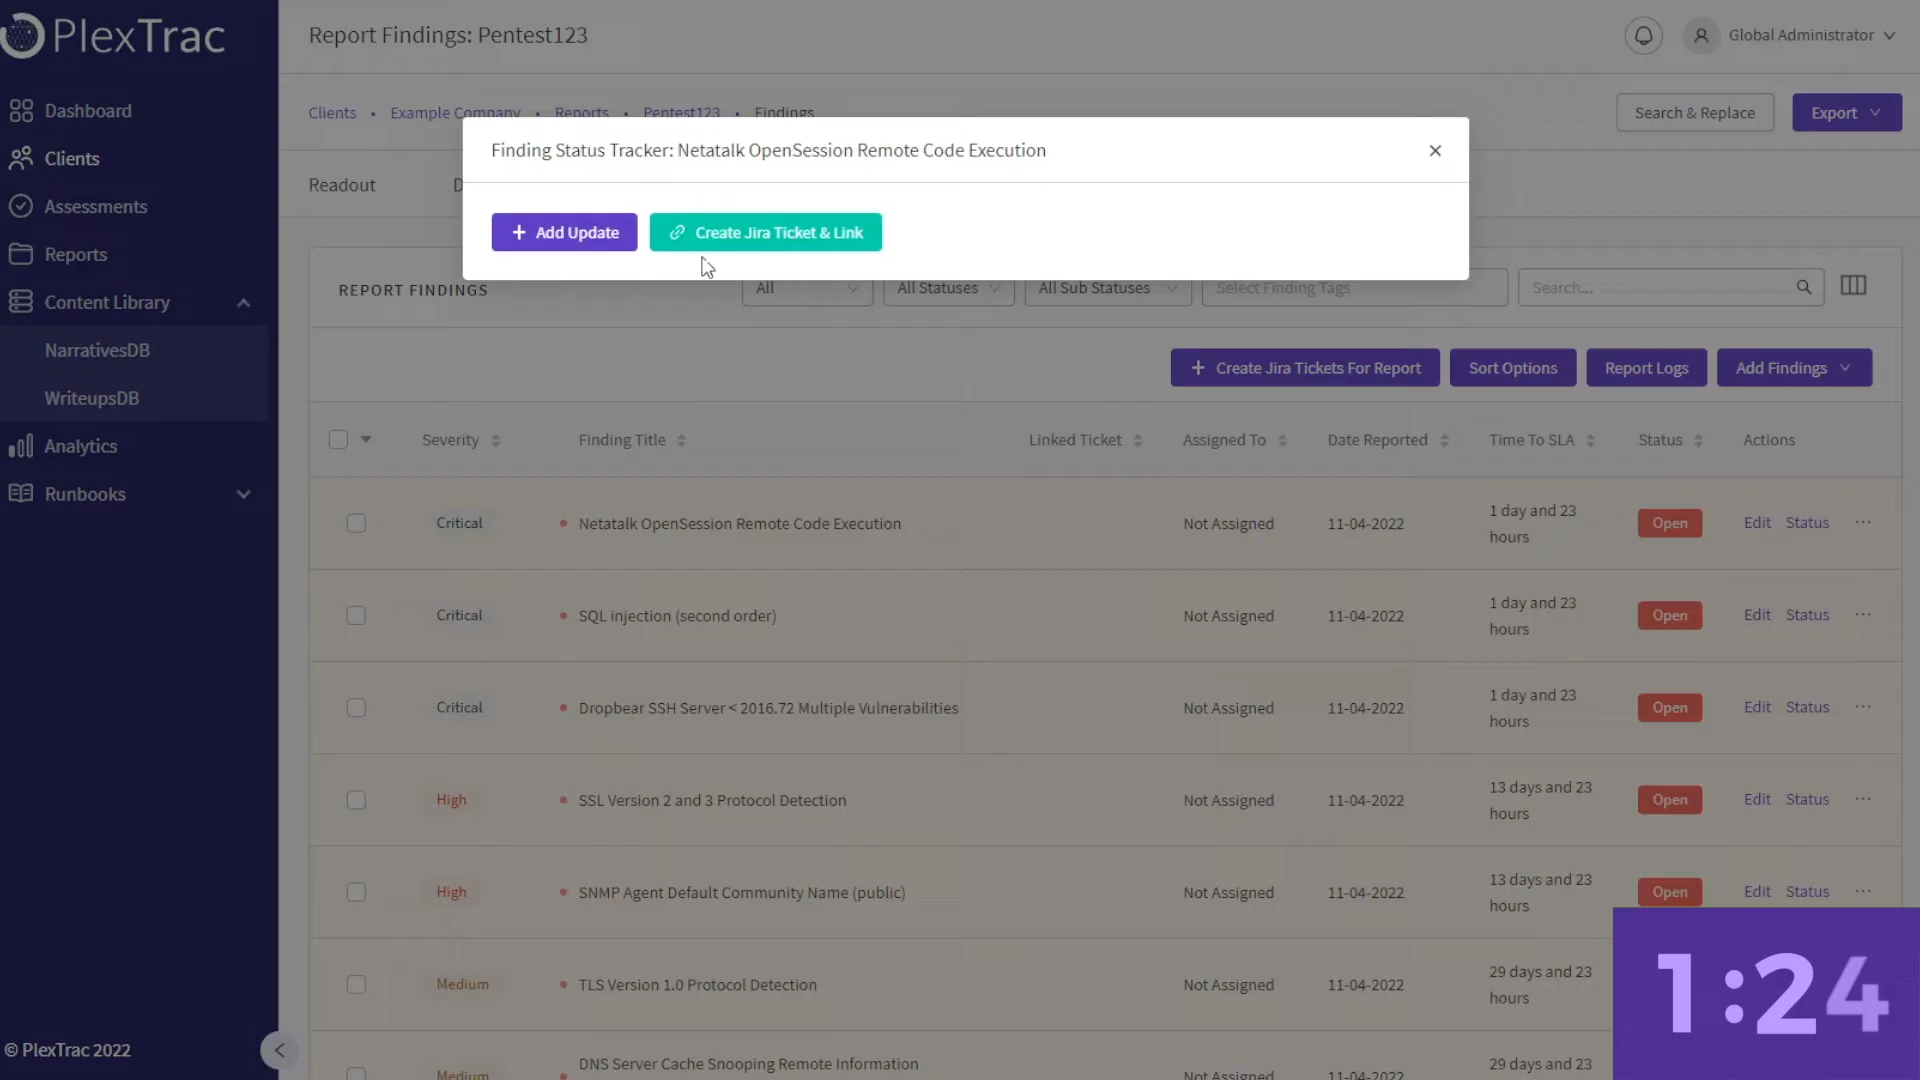 PlexTrac
Report Findings: Pentest123
Global Administrator
Dashboard
Clients
Assessments
Reports
Content Library
NarrativesDB
WriteupsDB
Analytics
Runbooks
© PlexTrac 2022
Clients • Example Company • Reports • Pentest123 • Findings
Search & Replace
Export
Readout
D
Finding Status Tracker: Netatalk OpenSession Remote Code Execution
Add Update
Create Jira Ticket & Link
REPORT FINDINGS
All
All Statuses
All Sub Statuses
Select Finding Tags
Search...
Create Jira Tickets For Report
Sort Options
Report Logs
Add Findings
Severity Finding Title Linked Ticket Assigned To Date Reported Time To SLA Status Actions
Critical Netatalk OpenSession Remote Code Execution Not Assigned 11-04-2022 1 day and 23
hours
Open Edit Status ...
Critical SQL injection (second order) Not Assigned 11-04-2022 1 day and 23
hours
Open Edit Status ...
Critical Dropbear SSH Server < 2016.72 Multiple Vulnerabilities Not Assigned 11-04-2022 1 day and 23
hours
Open Edit Status ...
High SSL Version 2 and 3 Protocol Detection Not Assigned 11-04-2022 13 days and 23
hours
Open Edit Status ...
High SNMP Agent Default Community Name (public) Not Assigned 11-04-2022 13 days and 23
hours
Open Edit Status ...
Medium TLS Version 1.0 Protocol Detection Not Assigned 11-04-2022 29 days and 23
hours
Medium DNS Server Cache Snooping Remote Information Not Assigned 11-04-2022 29 days and 23
1:24